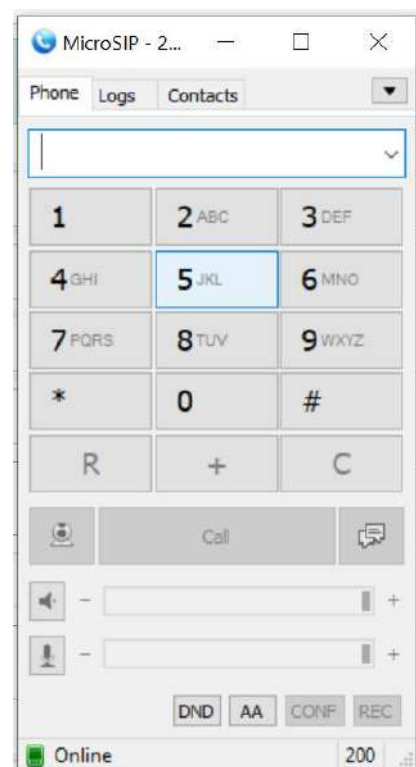 MicroSIP - 2...
Phone Logs Contacts
1 2 ABC 3 DEF
4 GHI 5 JKL 6 MNO
7 PQRS 8 TUV 9 WXYZ
* 0 #
R + C
Call
- +
- +
DND AA CONF REC
Online 200